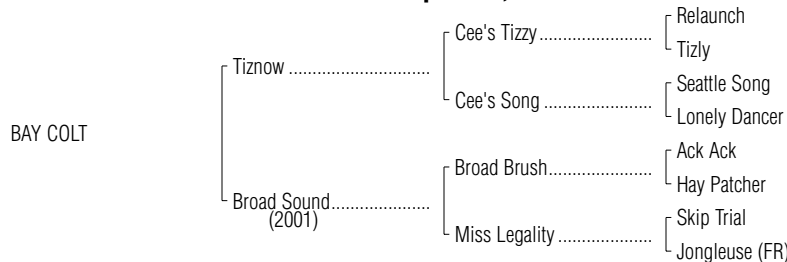 Relaunch
Cee's Tizzy
Tizly
Tiznow
Seattle Song
Cee's Song
Lonely Dancer
BAY COLT
Ack Ack
Broad Brush
Hay Patcher
Broad Sound
(2001)
Skip Trial
Miss Legality
Jongleuse (FR)